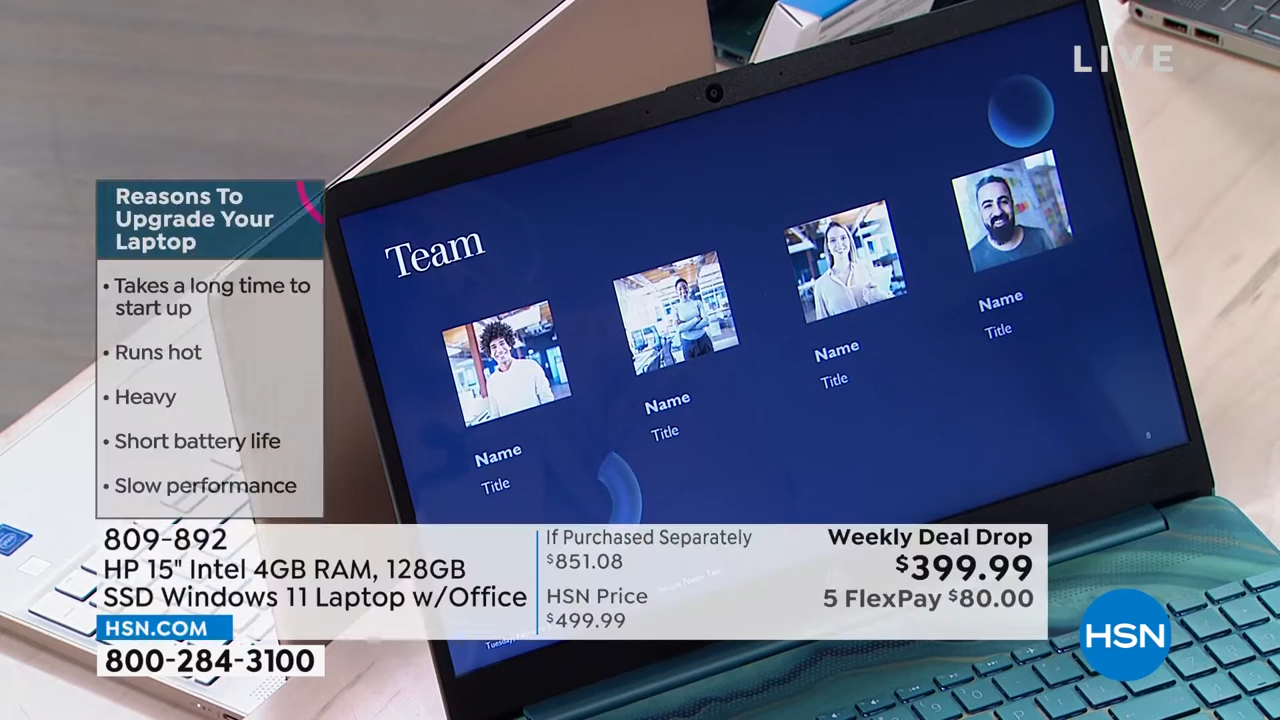 LIVE
Reasons To
Upgrade Your
Laptop
• Takes a long time to
start up
• Runs hot
• Heavy
• Short battery life
• Slow performance
Team
Name
Title
Name
Title
Name
Title
Name
Title
8
809-892
HP 15" Intel 4GB RAM, 128GB
SSD Windows 11 Laptop w/Office
HSN.COM
800-284-3100
If Purchased Separately
$851.08
HSN Price
$499.99
Weekly Deal Drop
$399.99
5 FlexPay $80.00
HSN